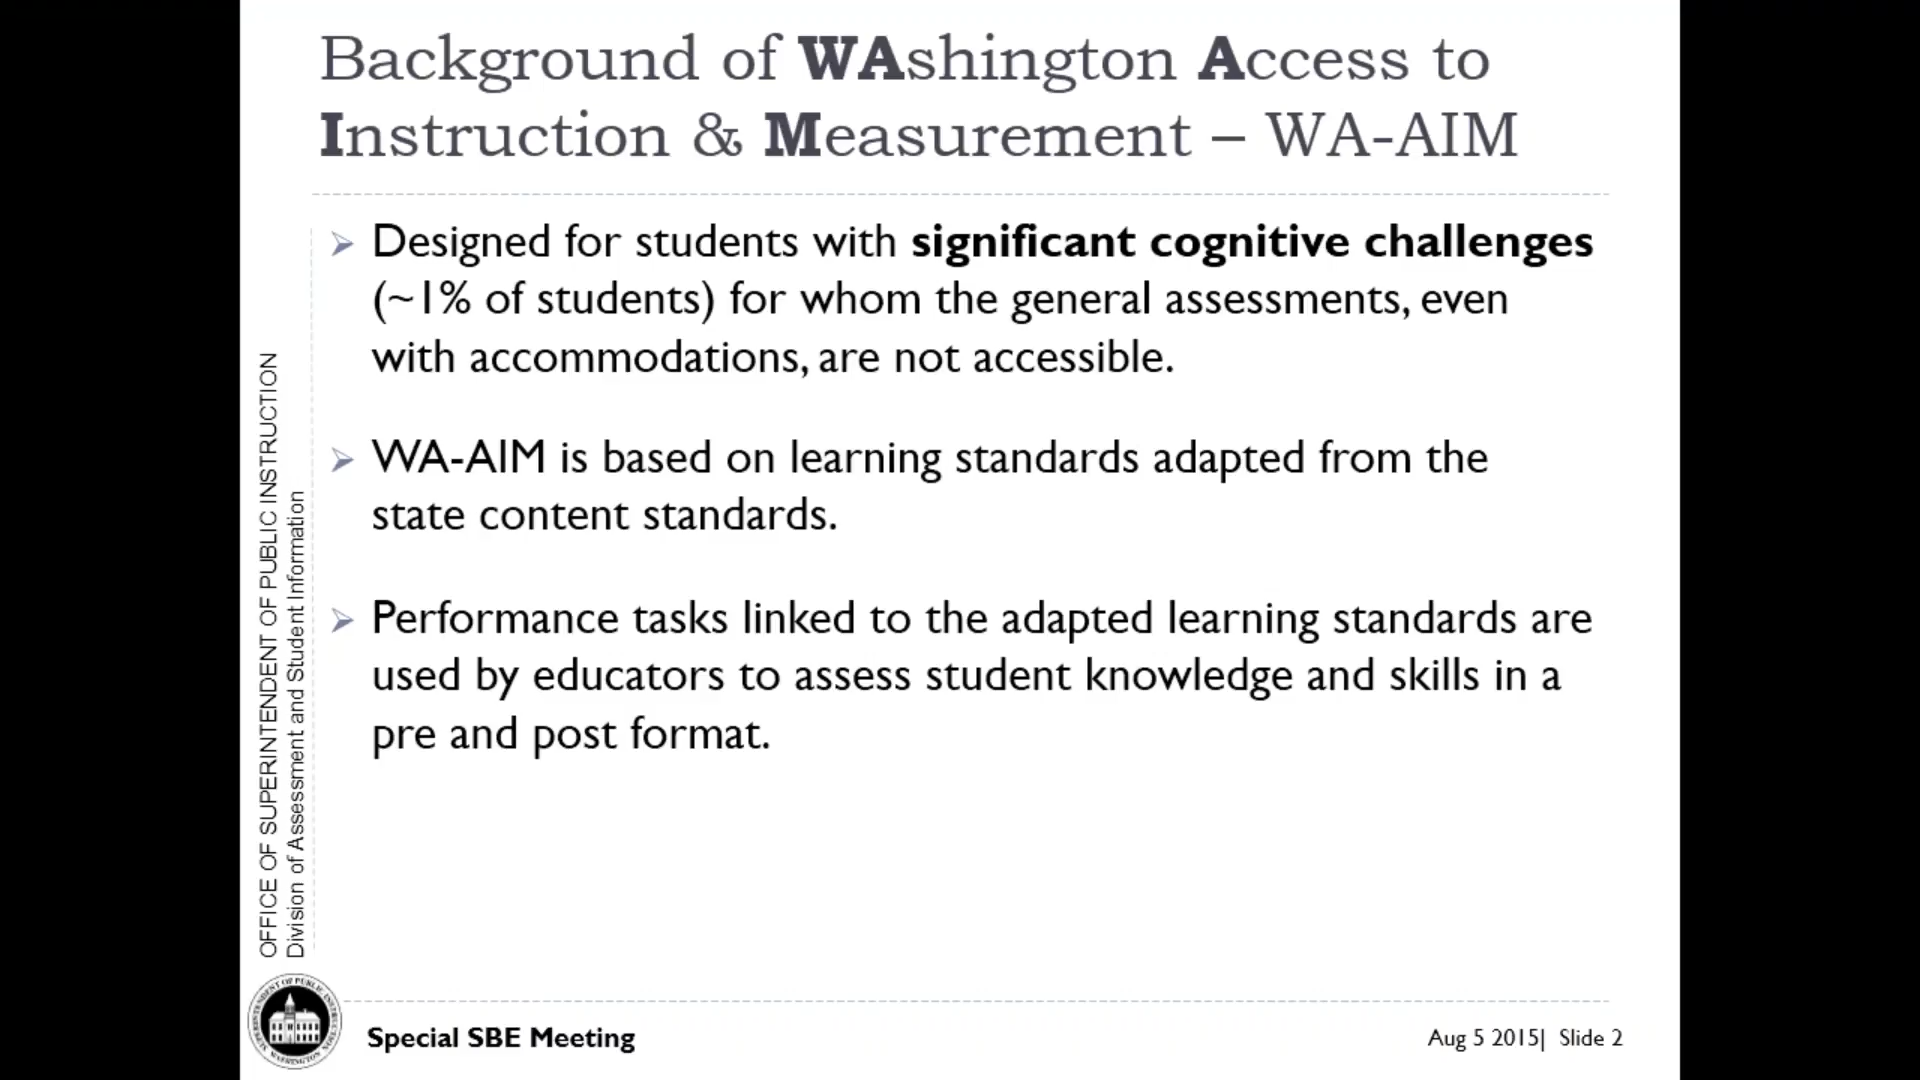 Background of WAshington Access to
Instruction & Measurement – WA-AIM
➢ Designed for students with significant cognitive challenges
(~1% of students) for whom the general assessments, even
with accommodations, are not accessible.
➢ WA-AIM is based on learning standards adapted from the
state content standards.
➢ Performance tasks linked to the adapted learning standards are
used by educators to assess student knowledge and skills in a
pre and post format.
OFFICE OF SUPERINTENDENT OF PUBLIC INSTRUCTION
Division of Assessment and Student Information
Special SBE Meeting
Aug 5 2015| Slide 2